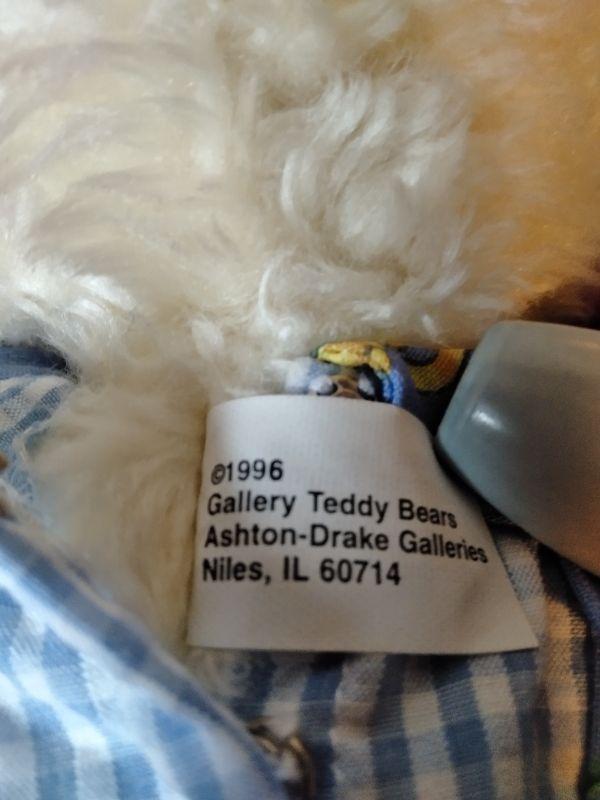 ©1996
Gallery Teddy Bears
Ashton-Drake Galleries
Niles, IL 60714